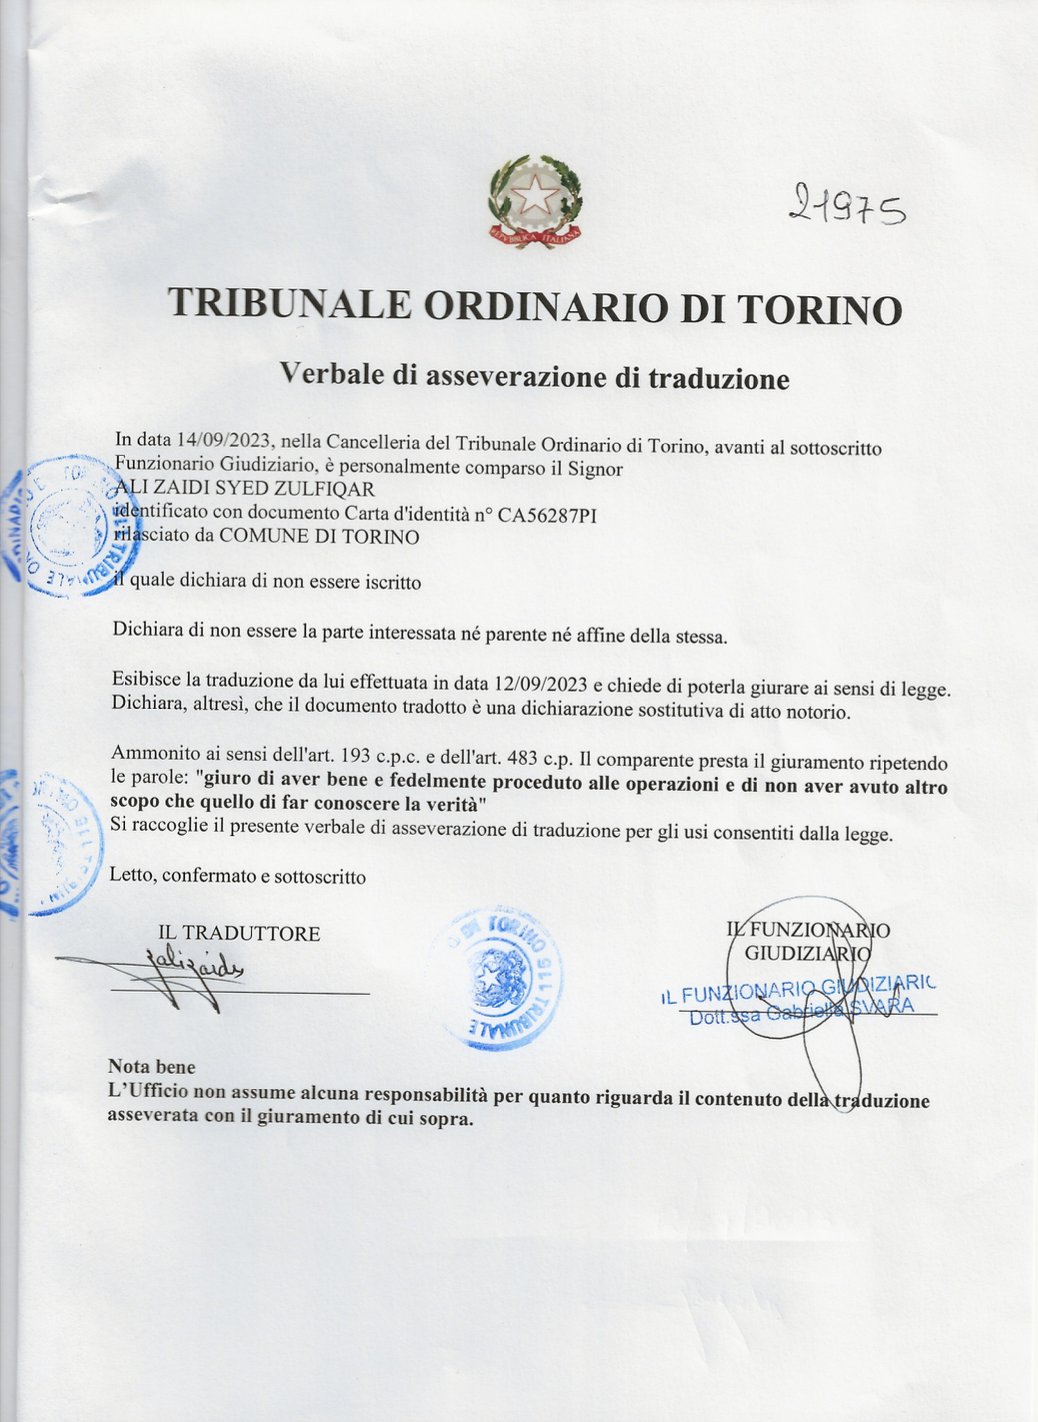 REPVBBLICA ITALIANA
21975
TRIBUNALE ORDINARIO DI TORINO
Verbale di asseverazione di traduzione
In data 14/09/2023, nella Cancelleria del Tribunale Ordinario di Torino, avanti al sottoscritto
Funzionario Giudiziario, è personalmente comparso il Signor
ALI ZAIDI SYED ZULFIQAR
identificato con documento Carta d'identità n° CA56287PI
rilasciato da COMUNE DI TORINO
il quale dichiara di non essere iscritto
Dichiara di non essere la parte interessata né parente né affine della stessa.
Esibisce la traduzione da lui effettuata in data 12/09/2023 e chiede di poterla giurare ai sensi di legge.
Dichiara, altresì, che il documento tradotto è una dichiarazione sostitutiva di atto notorio.
Ammonito ai sensi dell'art. 193 c.p.c. e dell'art. 483 c.p. Il comparente presta il giuramento ripetendo
le parole: "giuro di aver bene e fedelmente proceduto alle operazioni e di non aver avuto altro
scopo che quello di far conoscere la verità"
Si raccoglie il presente verbale di asseverazione di traduzione per gli usi consentiti dalla legge.
Letto, confermato e sottoscritto
IL TRADUTTORE
zalizaidi
O DI TORINO 115 TRIBUNALE
IL FUNZIONARIO
GIUDIZIARIO
IL FUNZIONARIO GIUDIZIARIO
Dott.ssa Gabriella SVARA
Nota bene
L'Ufficio non assume alcuna responsabilità per quanto riguarda il contenuto della traduzione
asseverata con il giuramento di cui sopra.